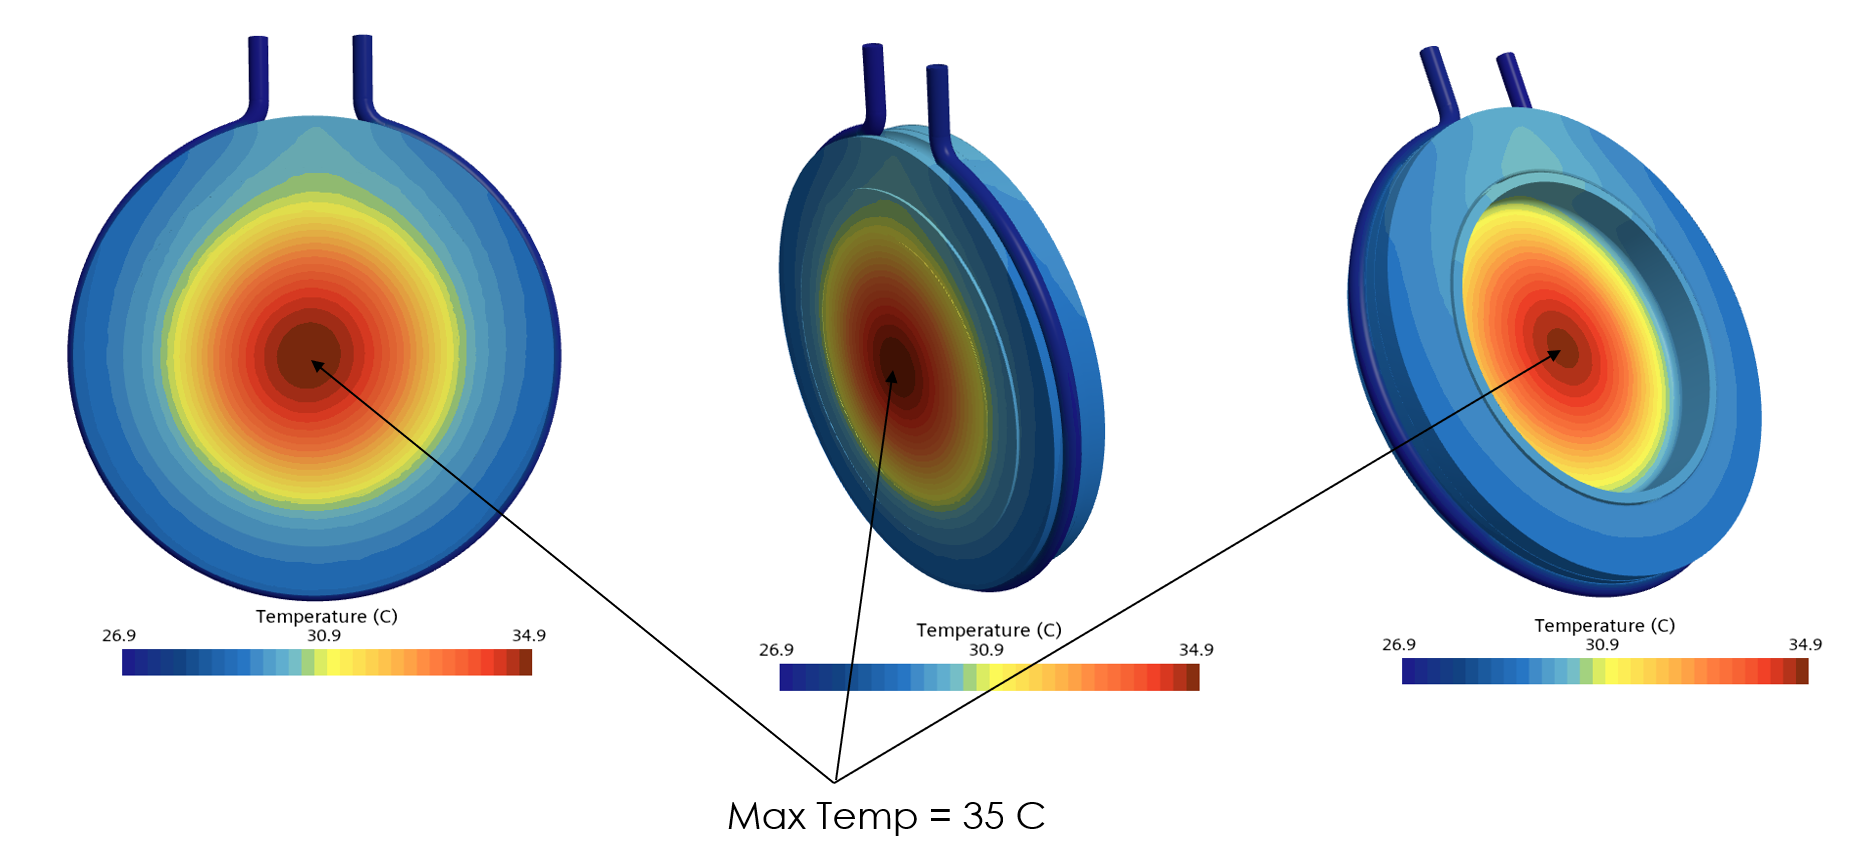 Temperature (C)
26.9 30.9 34.9
Temperature (C)
26.9 30.9 34.9
Temperature (C)
26.9 30.9 34.9
Max Temp = 35 C